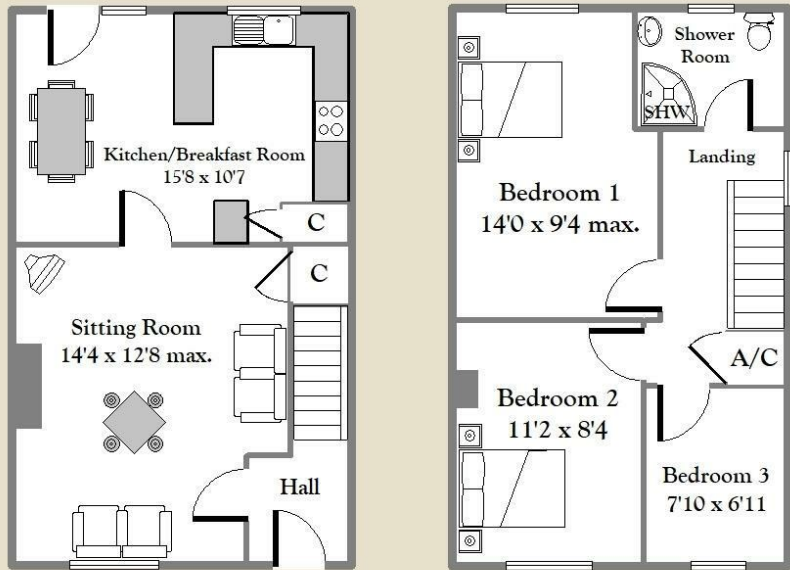 Kitchen/Breakfast Room
15'8 x 10'7
C
C
Sitting Room
14'4 x 12'8 max.
Hall
Shower
Room
SHW
Landing
Bedroom 1
14'0 x 9'4 max.
A/C
Bedroom 2
11'2 x 8'4
Bedroom 3
7'10 x 6'11